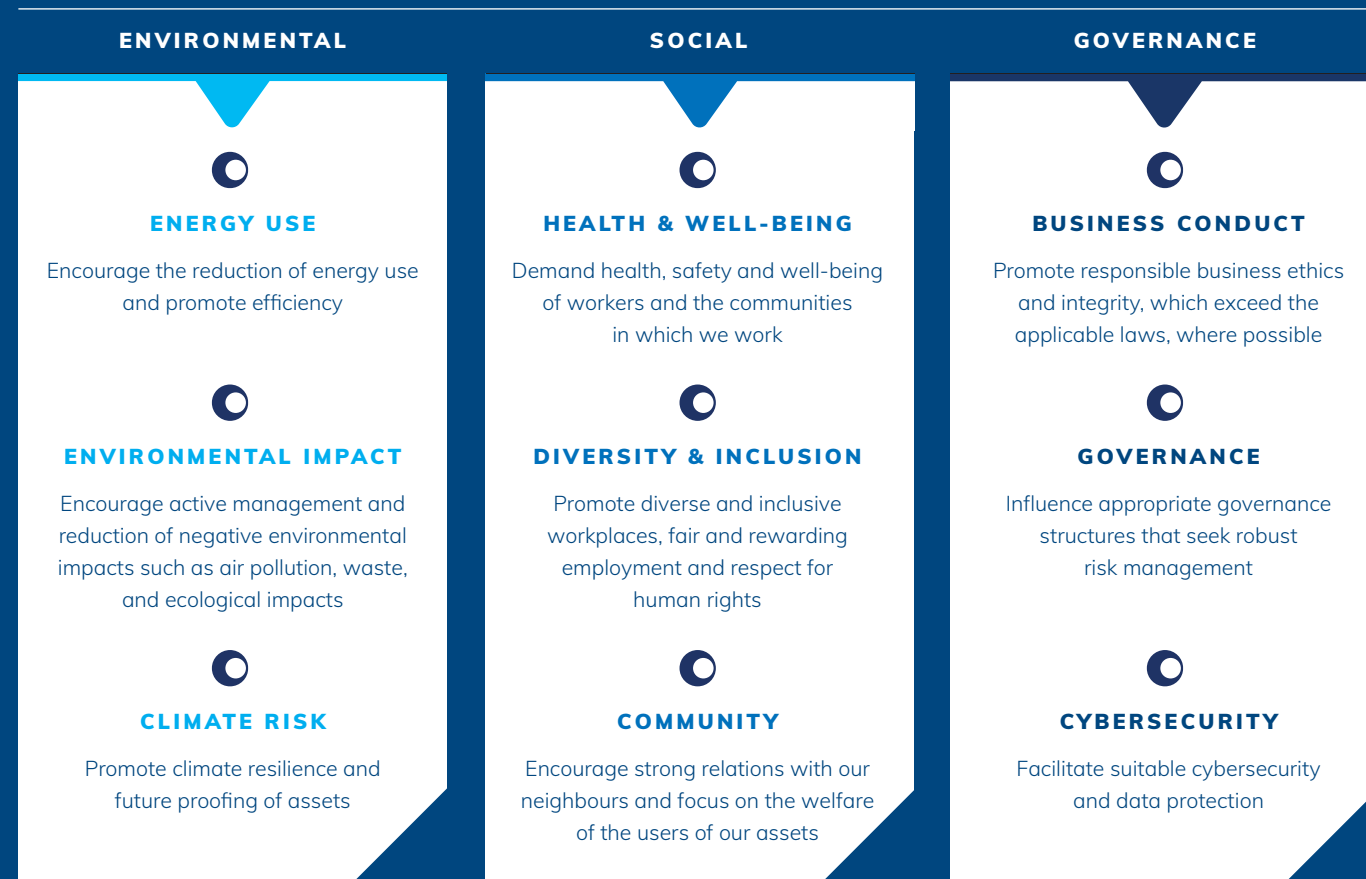 ENVIRONMENTAL
ENERGY USE
Encourage the reduction of energy use
and promote efficiency
ENVIRONMENTAL IMPACT
Encourage active management and
reduction of negative environmental
impacts such as air pollution, waste,
and ecological impacts
CLIMATE RISK
Promote climate resilience and
future proofing of assets
SOCIAL
HEALTH & WELL-BEING
Demand health, safety and well-being
of workers and the communities
in which we work
DIVERSITY & INCLUSION
Promote diverse and inclusive
workplaces, fair and rewarding
employment and respect for
human rights
COMMUNITY
Encourage strong relations with our
neighbours and focus on the welfare
of the users of our assets
GOVERNANCE
BUSINESS CONDUCT
Promote responsible business ethics
and integrity, which exceed the
applicable laws, where possible
GOVERNANCE
Influence appropriate governance
structures that seek robust
risk management
CYBERSECURITY
Facilitate suitable cybersecurity
and data protection